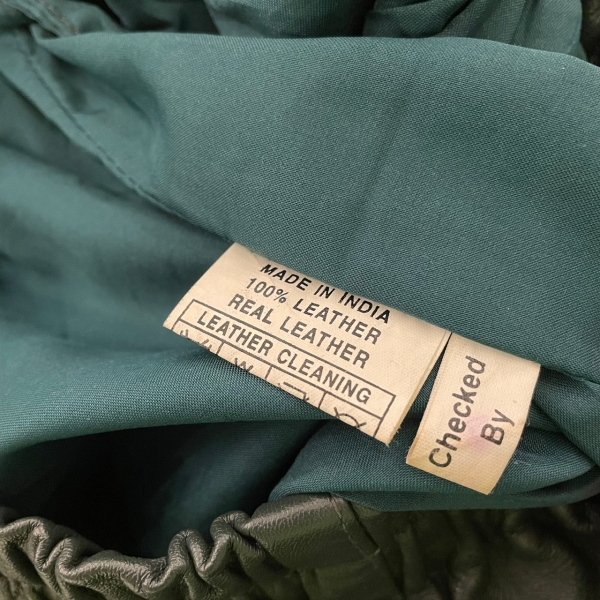 MADE IN INDIA
100% LEATHER
REAL LEATHER
LEATHER CLEANING
Checked
By